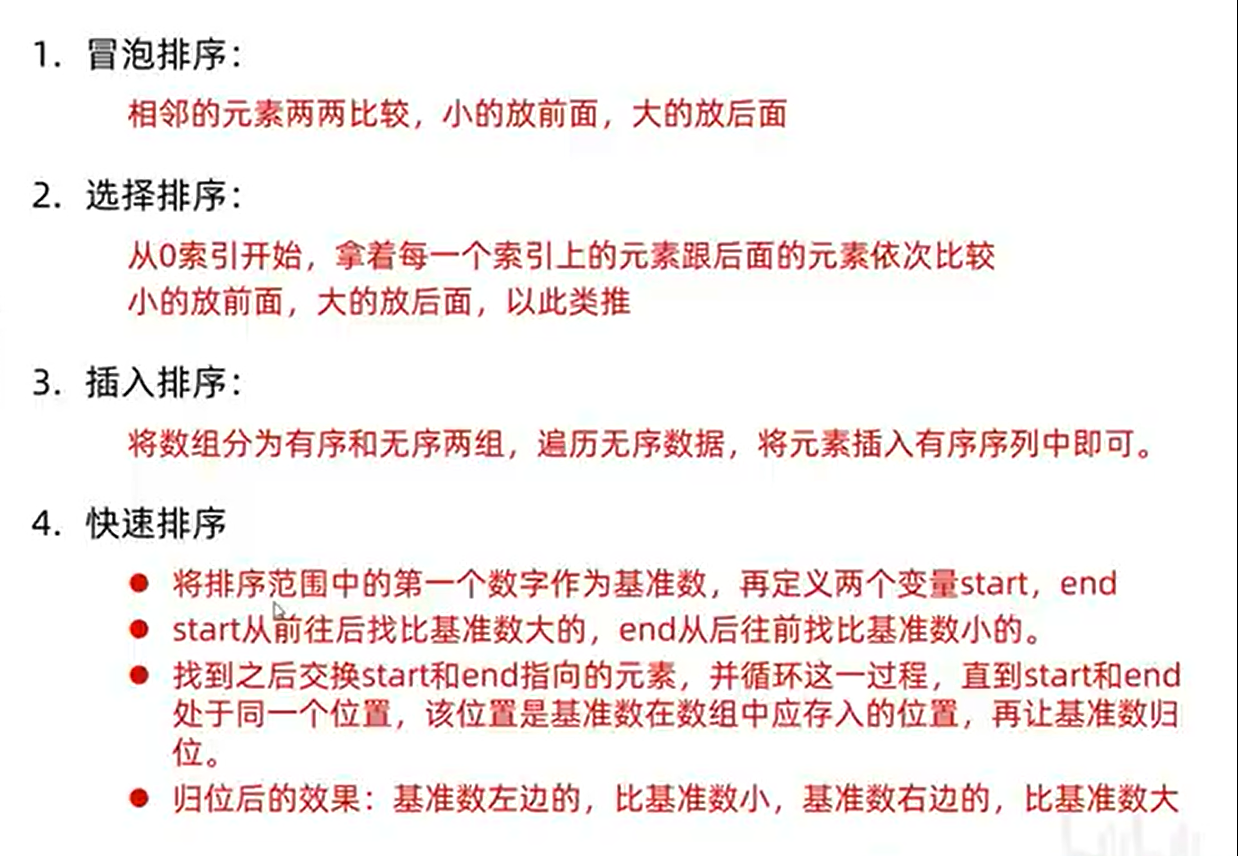 1. 冒泡排序：
相邻的元素两两比较，小的放前面，大的放后面
2. 选择排序：
从0索引开始，拿着每一个索引上的元素跟后面的元素依次比较
小的放前面，大的放后面，以此类推
3. 插入排序：
将数组分为有序和无序两组，遍历无序数据，将元素插入有序序列中即可。
4. 快速排序
● 将排序范围中的第一个数字作为基准数，再定义两个变量start，end
● start从前往后找比基准数大的，end从后往前找比基准数小的。
● 找到之后交换start和end指向的元素，并循环这一过程，直到start和end
处于同一个位置，该位置是基准数在数组中应存入的位置，再让基准数归
位。
● 归位后的效果：基准数左边的，比基准数小，基准数右边的，比基准数大